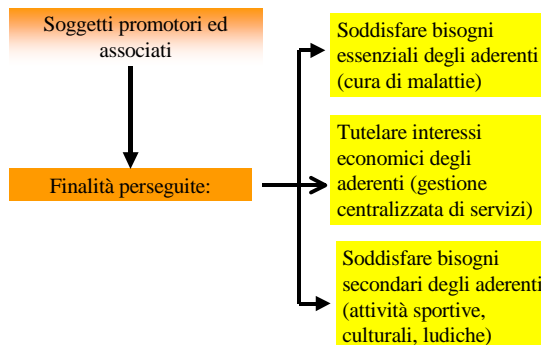 Soggetti promotori ed
associati
Finalità perseguite:
Soddisfare bisogni
essenziali degli aderenti
(cura di malattie)
Tutelare interessi
economici degli
aderenti (gestione
centralizzata di servizi)
Soddisfare bisogni
secondari degli aderenti
(attività sportive,
culturali, ludiche)